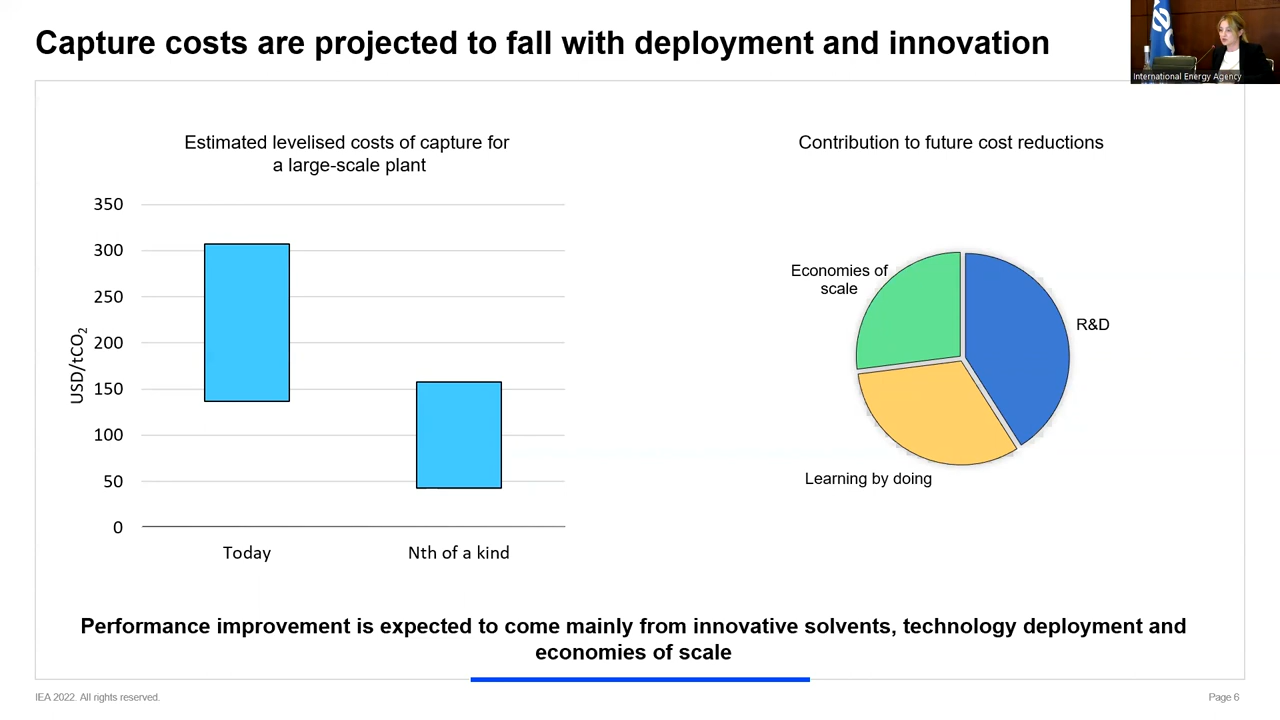 Capture costs are projected to fall with deployment and innovation
International Energy Agency
Estimated levelised costs of capture for
a large-scale plant
350
300
250
200
150
100
50
0
USD/tCO₂
Today
Nth of a kind
Contribution to future cost reductions
Economies of
scale
R&D
Learning by doing
Performance improvement is expected to come mainly from innovative solvents, technology deployment and
economies of scale
IEA 2022. All rights reserved.
Page 6